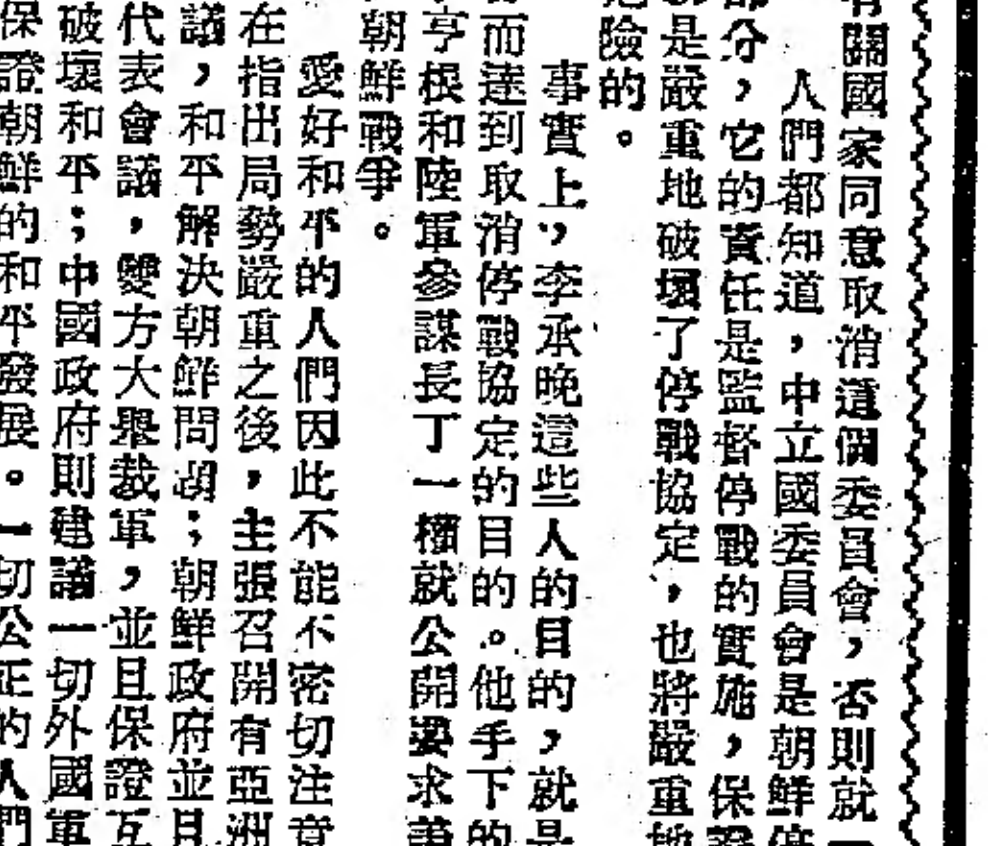 有關國家同意取消這個委員會，否則就一
人們都知道，中立國委員會是朝鮮停
部分，它的責任是監督停戰的實施，保證
是嚴重地破壞了停戰協定，也將嚴重地
危險的。
事實上，李承晚這些人的目的，就是
而達到取消停戰協定的目的。他手下的
亨根和陸軍參謀長丁一權就公開要求
朝鮮戰爭。
愛好和平的人們因此不能不密切注意
在指出局勢嚴重之後，主張召開有亞洲
議，和平解決朝鮮問題；朝鮮政府並且
代表會議，雙方大舉裁軍，並且保證互
破壞和平；中國政府則建議一切外國軍
保證朝鮮的和平發展。一切公正的人們